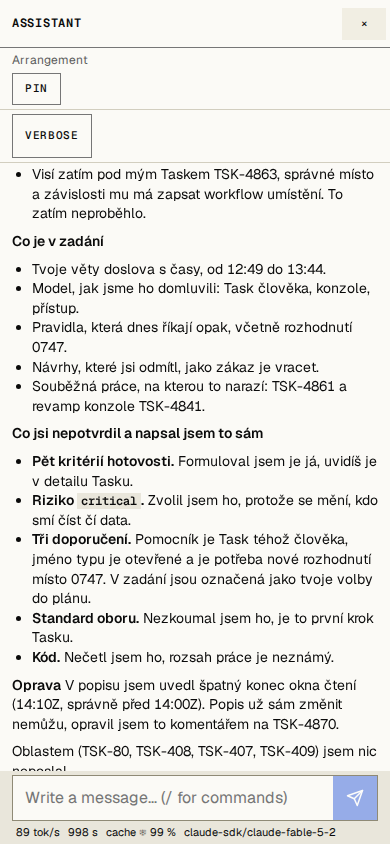 ASSISTANT
×
Arrangement
PIN
VERBOSE
Visí zatím pod mým Taskem TSK-4863, správné místo
a závislosti mu má zapsat workflow umístění. To
zatím neproběhlo.
Co je v zadání
Tvoje věty doslova s časy, od 12:49 do 13:44.
Model, jak jsme ho domluvili: Task člověka, konzole,
přístup.
Pravidla, která dnes říkají opak, včetně rozhodnutí
0747.
Návrhy, které jsi odmítl, jako zákaz je vracet.
Souběžná práce, na kterou to narazí: TSK-4861 a
revamp konzole TSK-4841.
Co jsi nepotvrdil a napsal jsem to sám
Pět kritérií hotovosti. Formuloval jsem je já, uvidíš je
v detailu Tasku.
Riziko critical. Zvolil jsem ho, protože se mění, kdo
smí číst čí data.
Tři doporučení. Pomocník je Task téhož člověka,
jméno typu je otevřené a je potřeba nové rozhodnutí
místo 0747. V zadání jsou označená jako tvoje volby
do plánu.
Standard oboru. Nezkoumal jsem ho, je to první krok
Tasku.
Kód. Nečetl jsem ho, rozsah práce je neznámý.
Oprava V popisu jsem uvedl špatný konec okna čtení
(14:10Z, správně před 14:00Z). Popis už sám změnit
nemůžu, opravil jsem to komentářem na TSK-4870.
Oblastem (TSK-80, TSK-408, TSK-407, TSK-409) jsem nic
neposlal
Write a message... (/ for commands)
89 tok/s 998 s cache ❄ 99 % claude-sdk/claude-fable-5-2